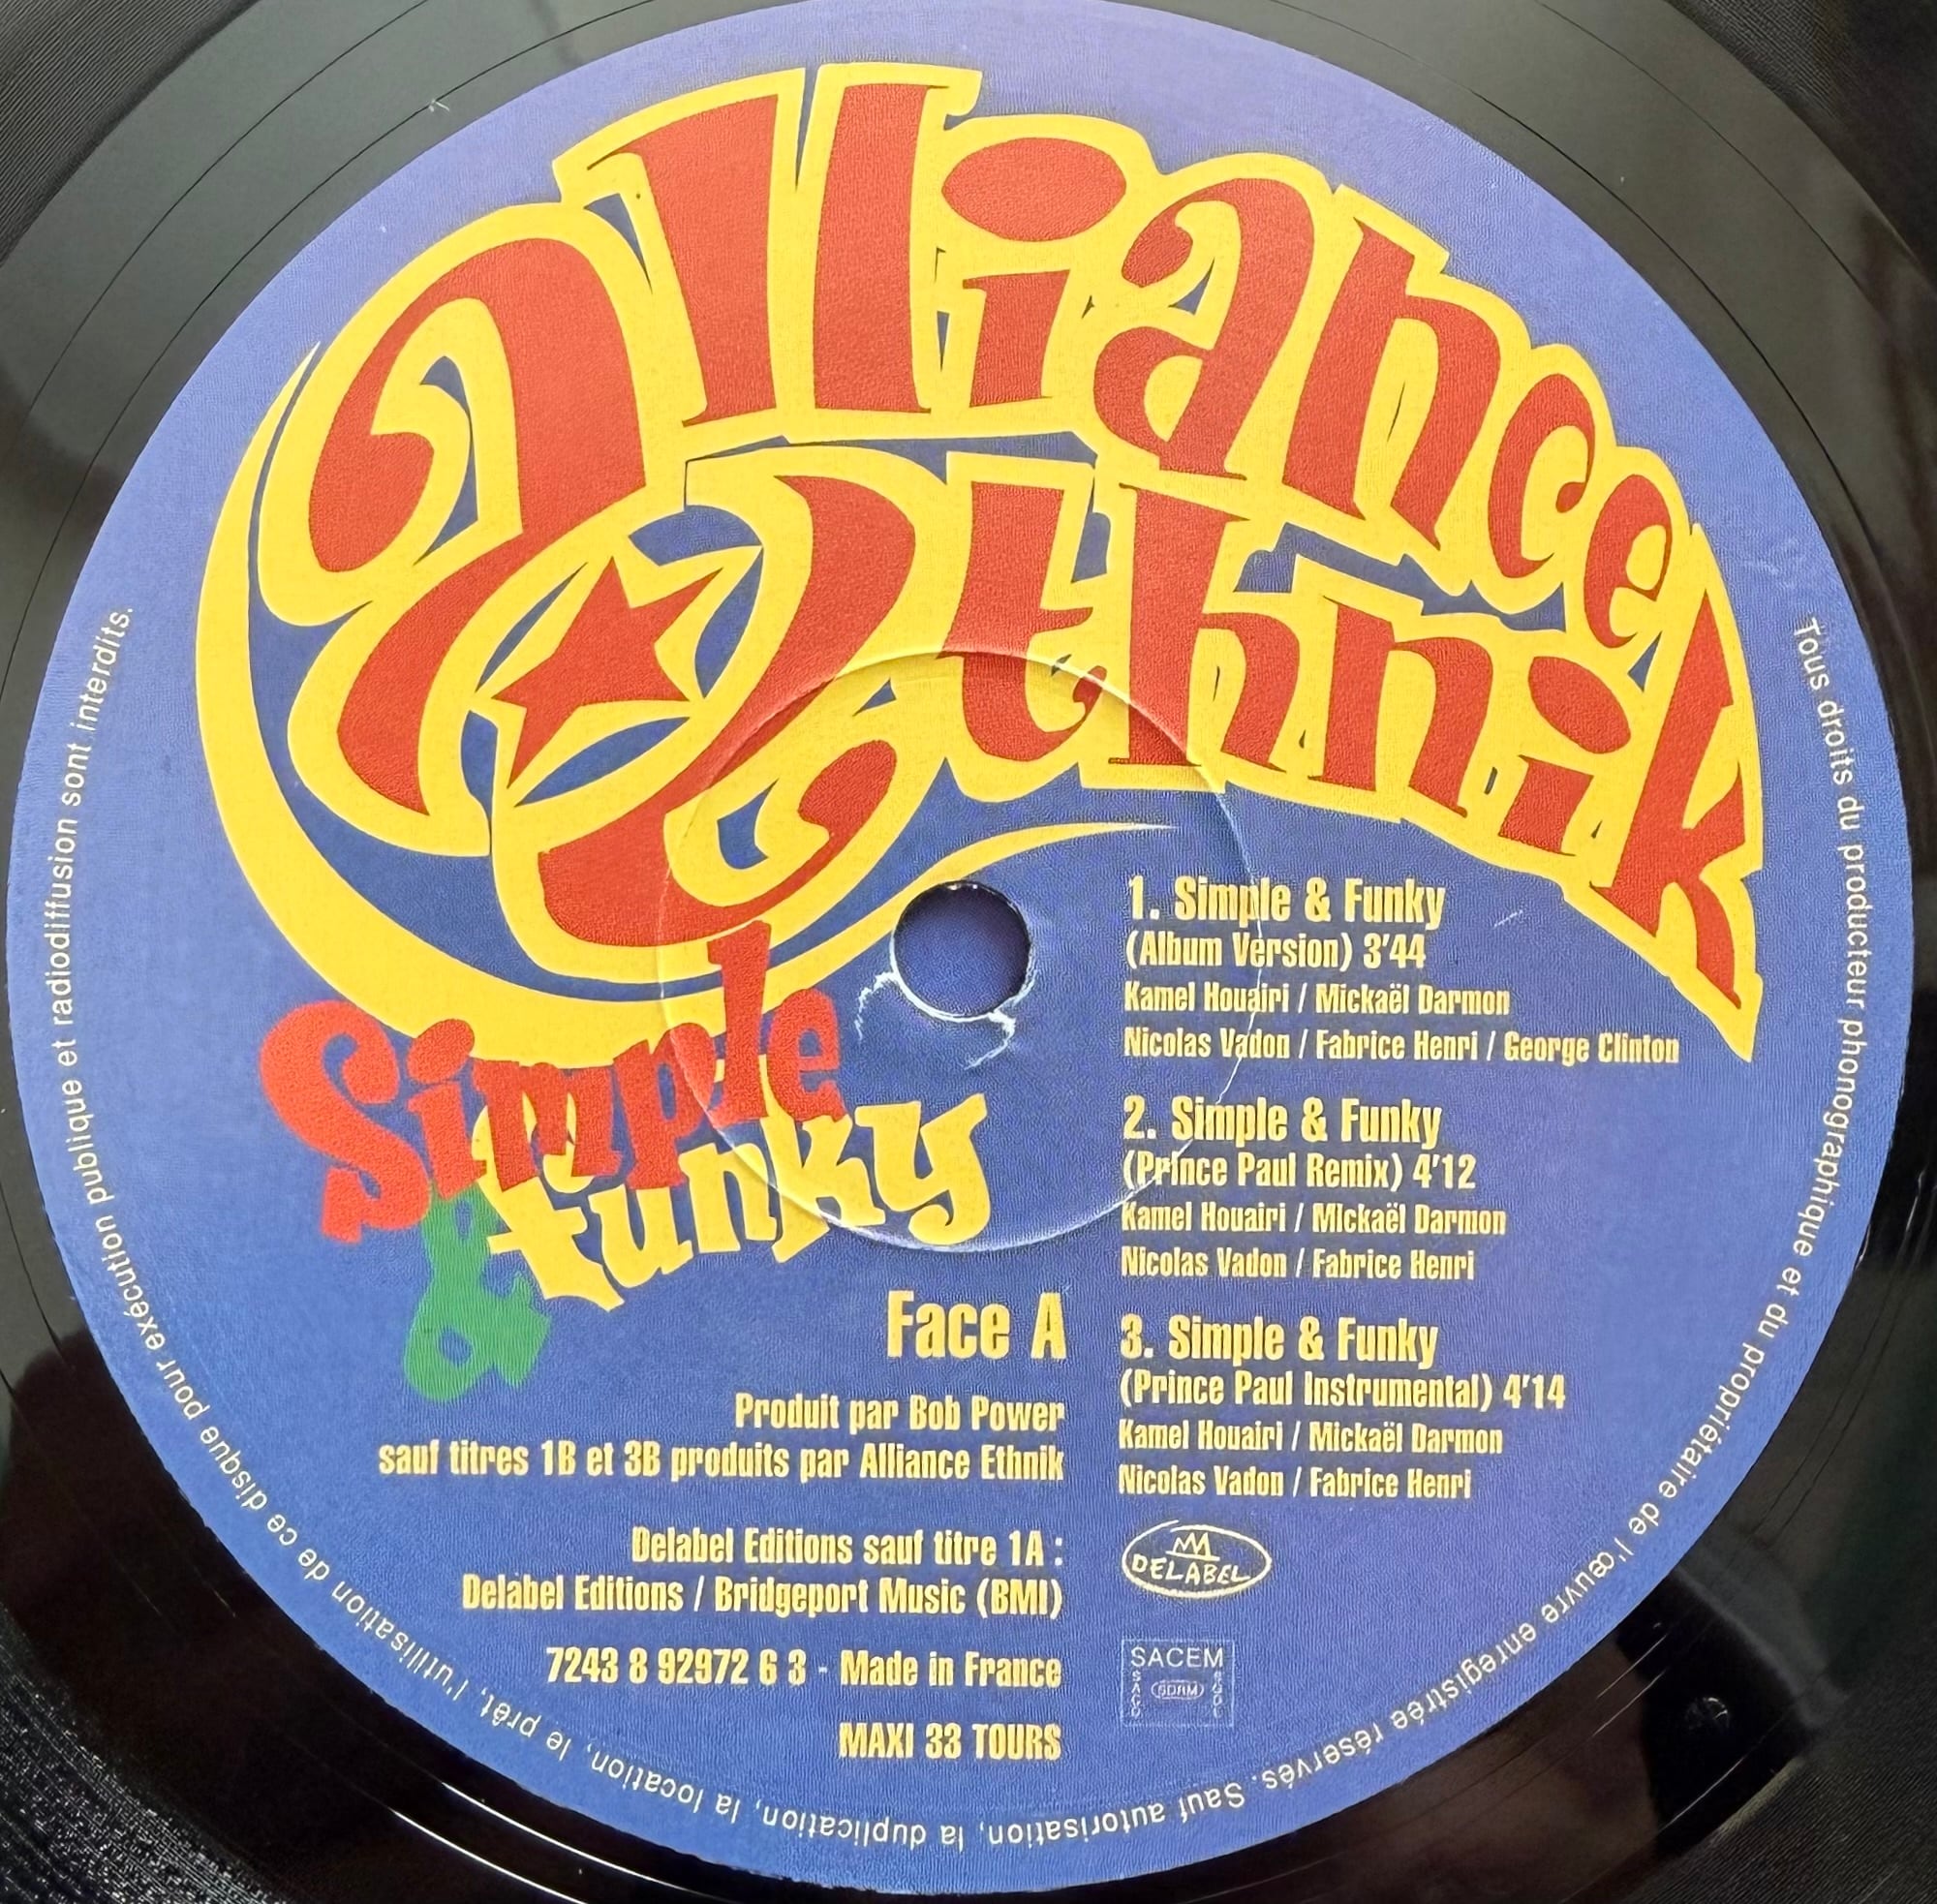 Alliance
Ethnik
Simple
&
funky
1. Simple & Funky
(Album Version) 3'44
Kamel Houairi / Mickaël Darmon
Nicolas Vadon / Fabrice Henri / George Clinton
2. Simple & Funky
(Prince Paul Remix) 4'12
Kamel Houairi / Mickaël Darmon
Nicolas Vadon / Fabrice Henri
3. Simple & Funky
(Prince Paul Instrumental) 4'14
Kamel Houairi / Mickaël Darmon
Nicolas Vadon / Fabrice Henri
Face A
Produit par Bob Power
sauf titres 1B et 3B produits par Alliance Ethnik
Delabel Editions sauf titre 1A :
Delabel Editions / Bridgeport Music (BMI)
7243 8 92972 6 3 - Made in France
MAXI 33 TOURS
DELABEL
SACEM
SACD
SDRM
SGDL
Tous droits du producteur phonographique et du propriétaire de l'œuvre enregistrée réservés. Sauf autorisation, la duplication, la location, le prêt, l'utilisation de ce disque pour exécution publique et radiodiffusion sont interdits.